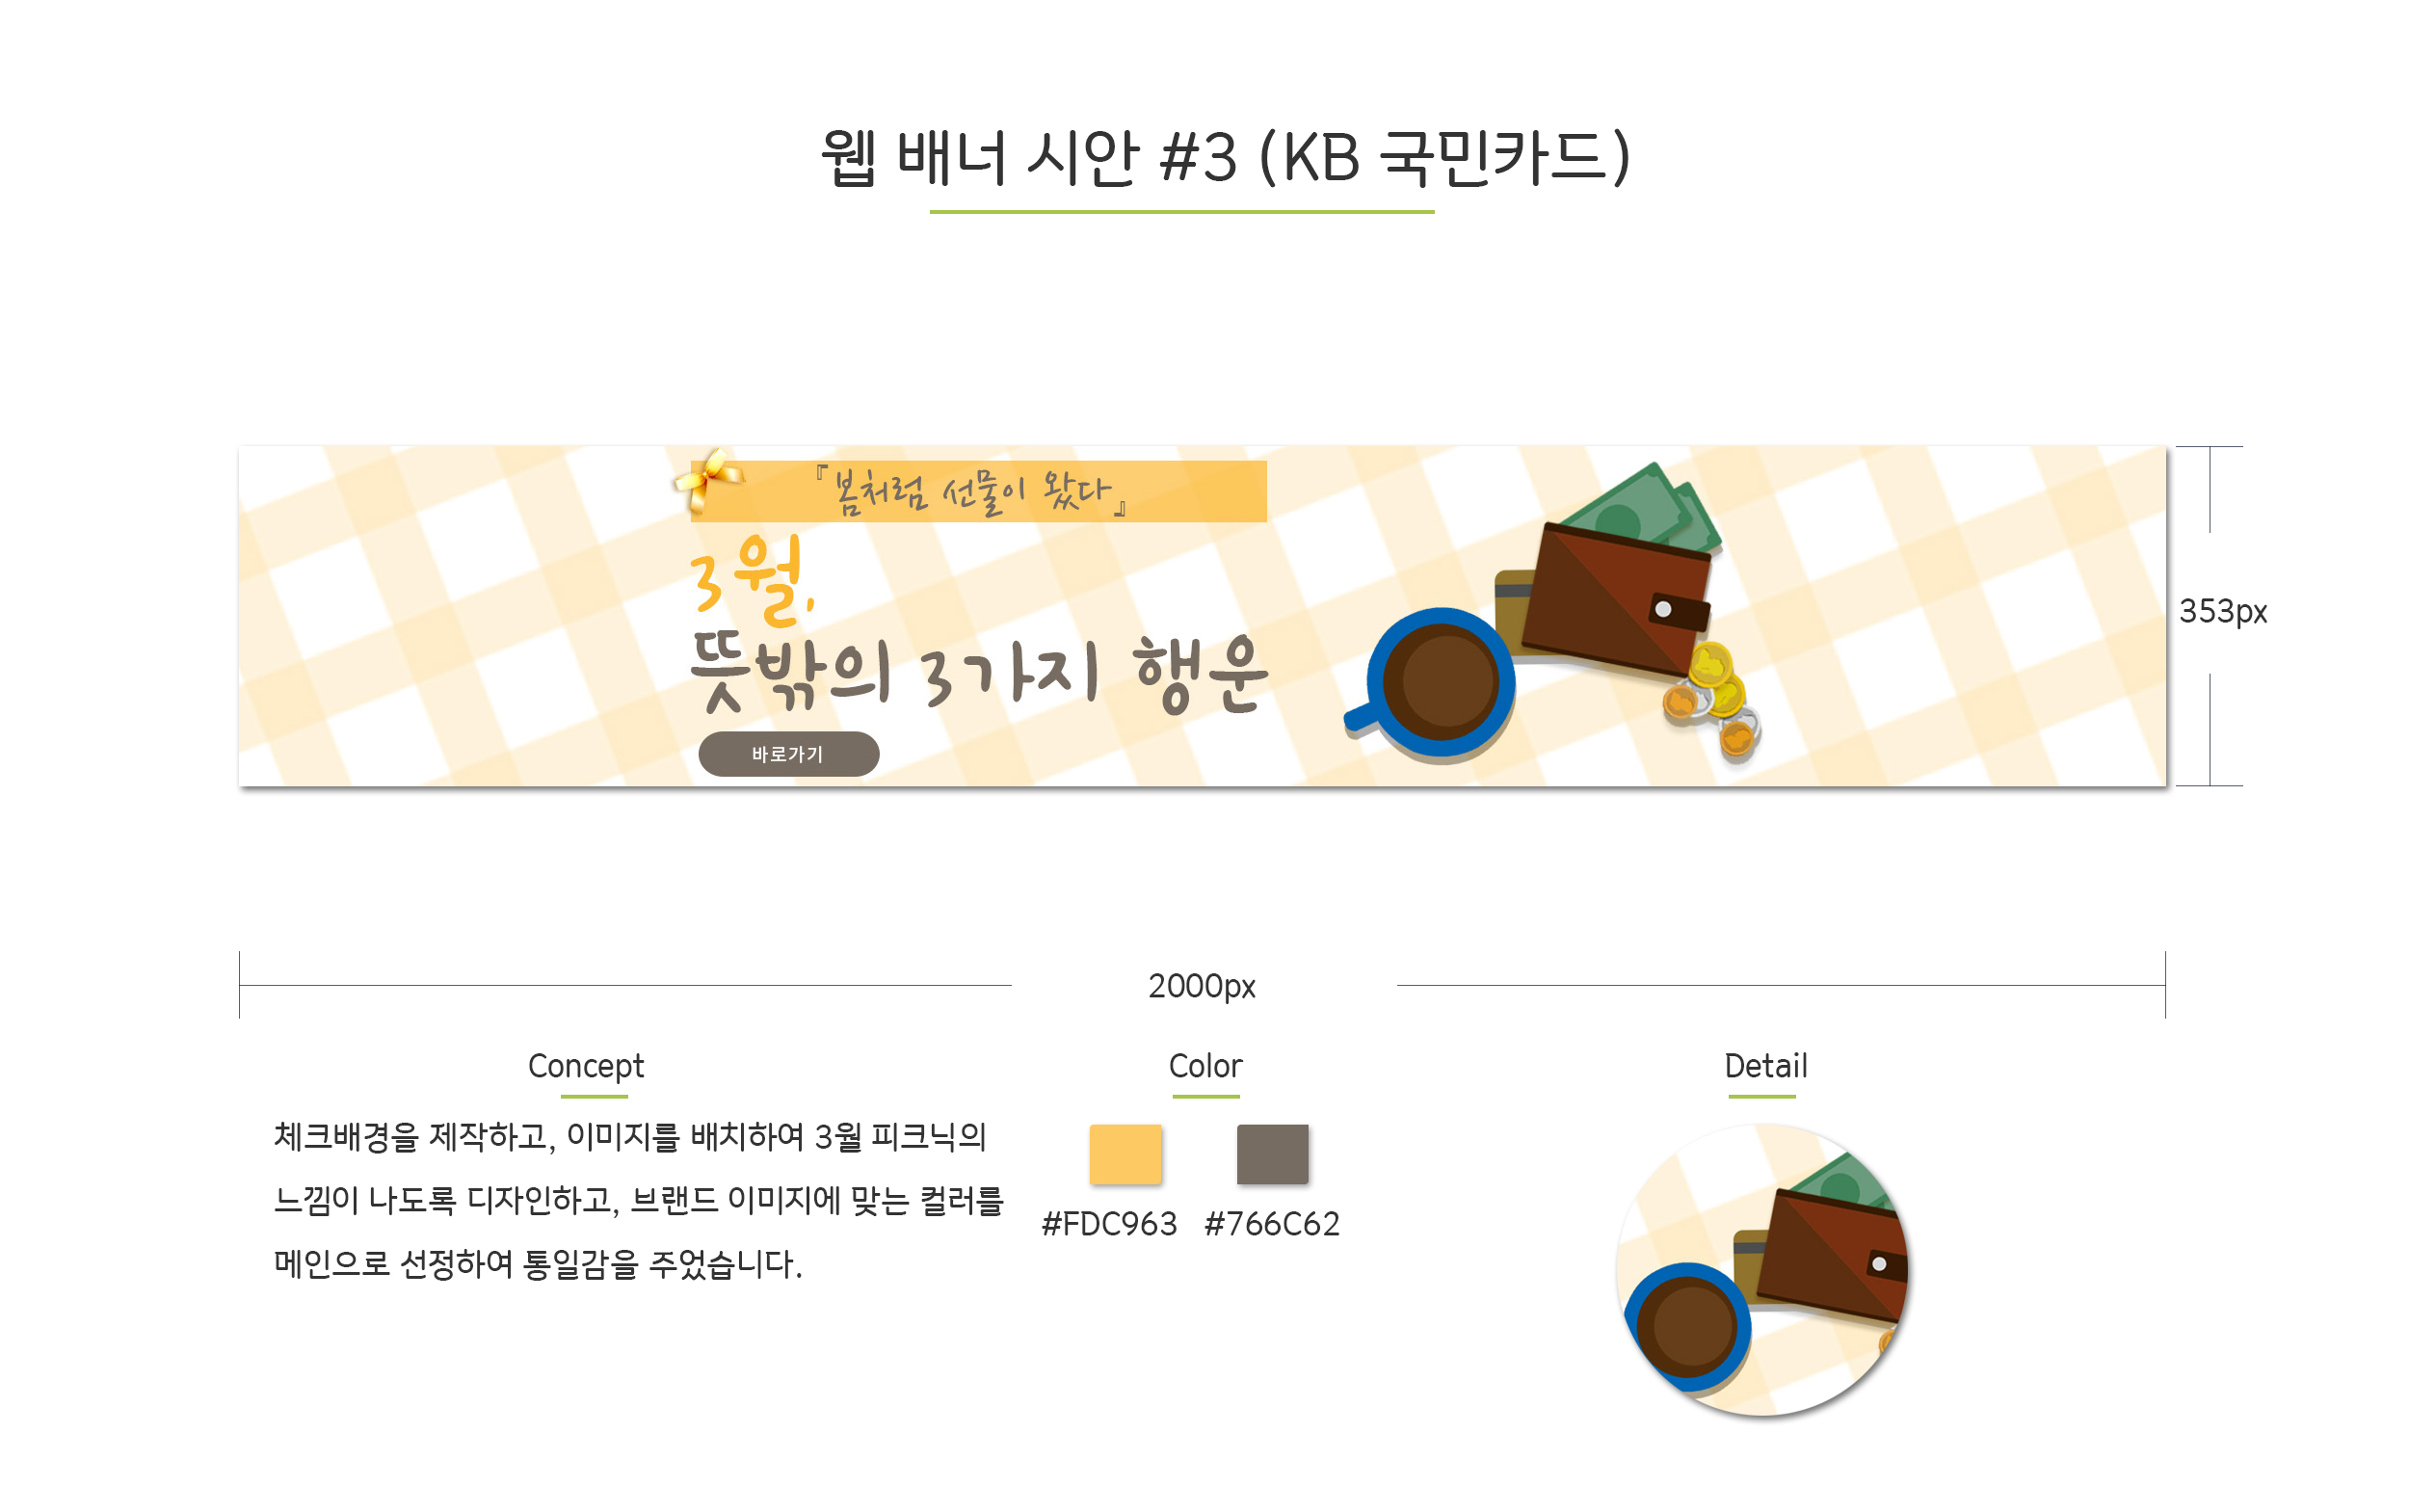 웹 배너 시안 #3 (KB 국민카드)
『봄처럼 선물이 왔다』
3월,
뜻밖의 3가지 행운
바로가기
353px
2000px
Concept
체크배경을 제작하고, 이미지를 배치하여 3월 피크닉의
느낌이 나도록 디자인하고, 브랜드 이미지에 맞는 컬러를
메인으로 선정하여 통일감을 주었습니다.
Color
#FDC963 #766C62
Detail